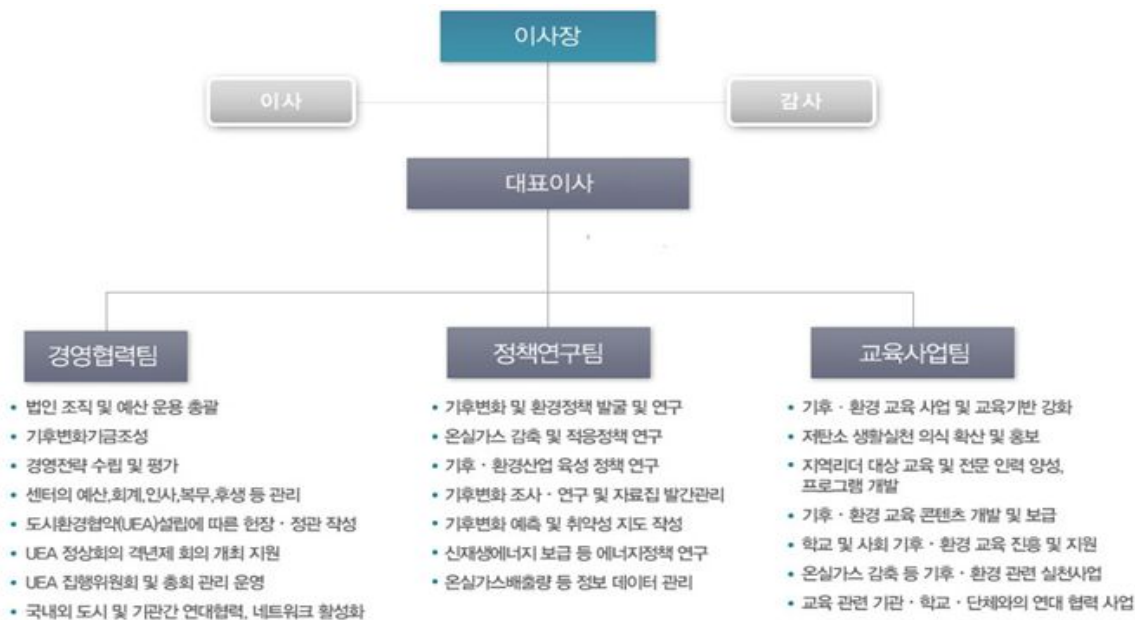 이사장
이사
감사
대표이사
경영협력팀
• 법인 조직 및 예산 운용 총괄
• 기후변화기금조성
• 경영전략 수립 및 평가
• 센터의 예산,회계,인사,복무,후생 등 관리
• 도시환경협약(UEA)설립에 따른 헌장 · 정관 작성
• UEA 정상회의 격년제 회의 개최 지원
• UEA 집행위원회 및 총회 관리 운영
• 국내외 도시 및 기관간 연대협력, 네트워크 활성화
정책연구팀
• 기후변화 및 환경정책 발굴 및 연구
• 온실가스 감축 및 적응정책 연구
• 기후 · 환경산업 육성 정책 연구
• 기후변화 조사 · 연구 및 자료집 발간관리
• 기후변화 예측 및 취약성 지도 작성
• 신재생에너지 보급 등 에너지정책 연구
• 온실가스배출량 등 정보 데이터 관리
교육사업팀
• 기후 · 환경 교육 사업 및 교육기반 강화
• 저탄소 생활실천 의식 확산 및 홍보
• 지역리더 대상 교육 및 전문 인력 양성,
프로그램 개발
• 기후 · 환경 교육 콘텐츠 개발 및 보급
• 학교 및 사회 기후 · 환경 교육 진흥 및 지원
• 온실가스 감축 등 기후 · 환경 관련 실천사업
• 교육 관련 기관 · 학교 · 단체와의 연대 협력 사업